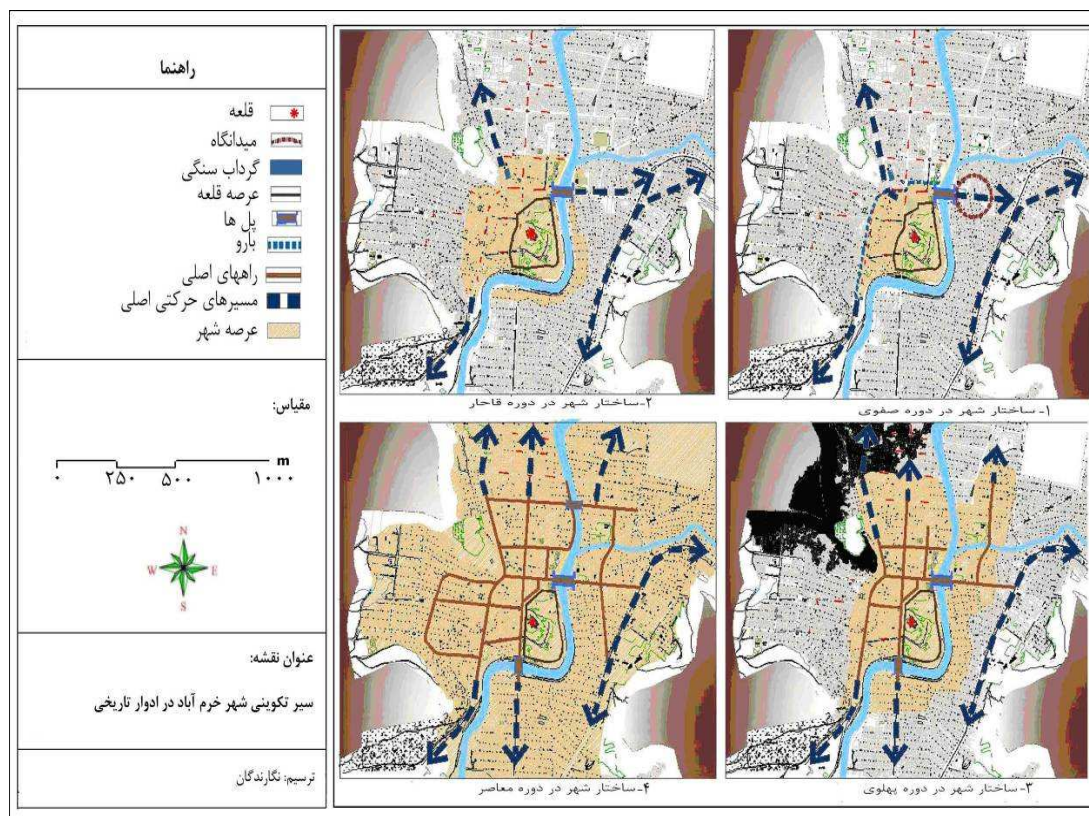 راهنما
قلعه
میدانگاه
گرداب سنگی
عرصه قلعه
پل ها
بارو
راههای اصلی
مسیرهای حرکتی اصلی
عرصه شهر
مقیاس:
m
۰ ۲۵۰ ۵۰۰ ۱۰۰۰
N
W E
S
عنوان نقشه:
سیر تکوینی شهر خرم آباد در ادوار تاریخی
ترسیم: نگارندگان
۱- ساختار شهر در دوره صفوی
۲-ساختار شهر در دوره قاجار
۳-ساختار شهر در دوره پهلوی
۴-ساختار شهر در دوره معاصر